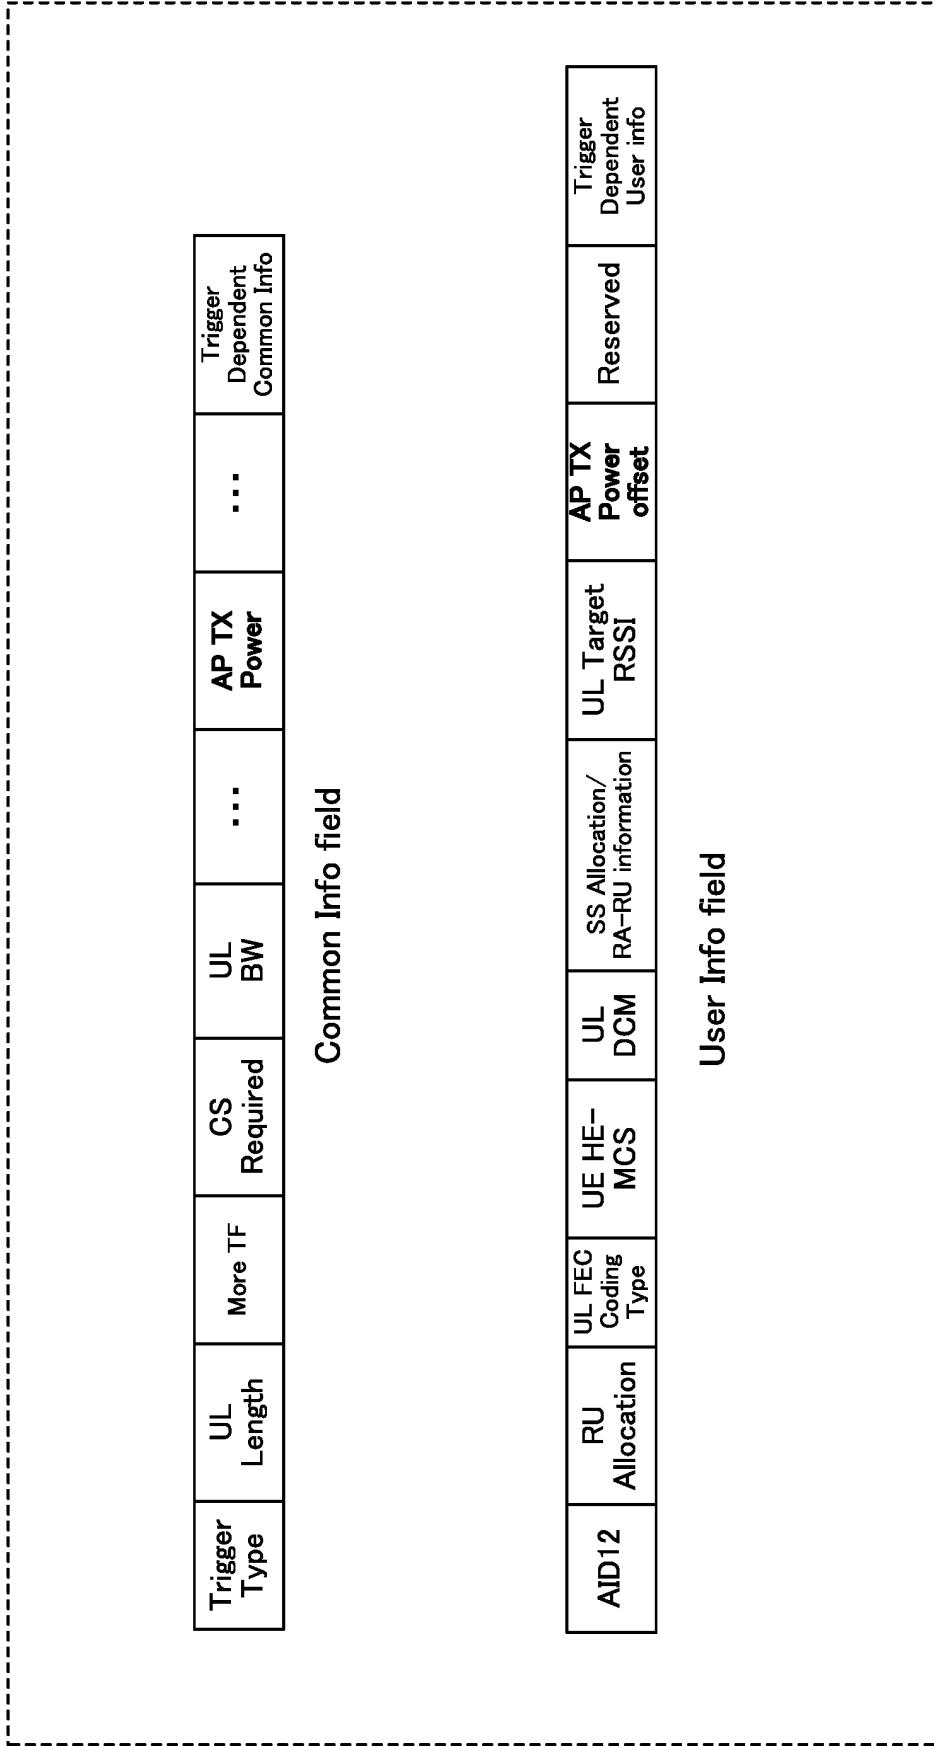 Trigger
Type
UL
Length
More TF
CS
Required
UL
BW
...
AP TX
Power
...
Trigger
Dependent
Common Info
Common Info field
AID12
RU
Allocation
UL FEC
Coding
Type
UE HE-
MCS
UL
DCM
SS Allocation/
RA-RU information
UL Target
RSSI
AP TX
Power
offset
Reserved
Trigger
Dependent
User info
User Info field